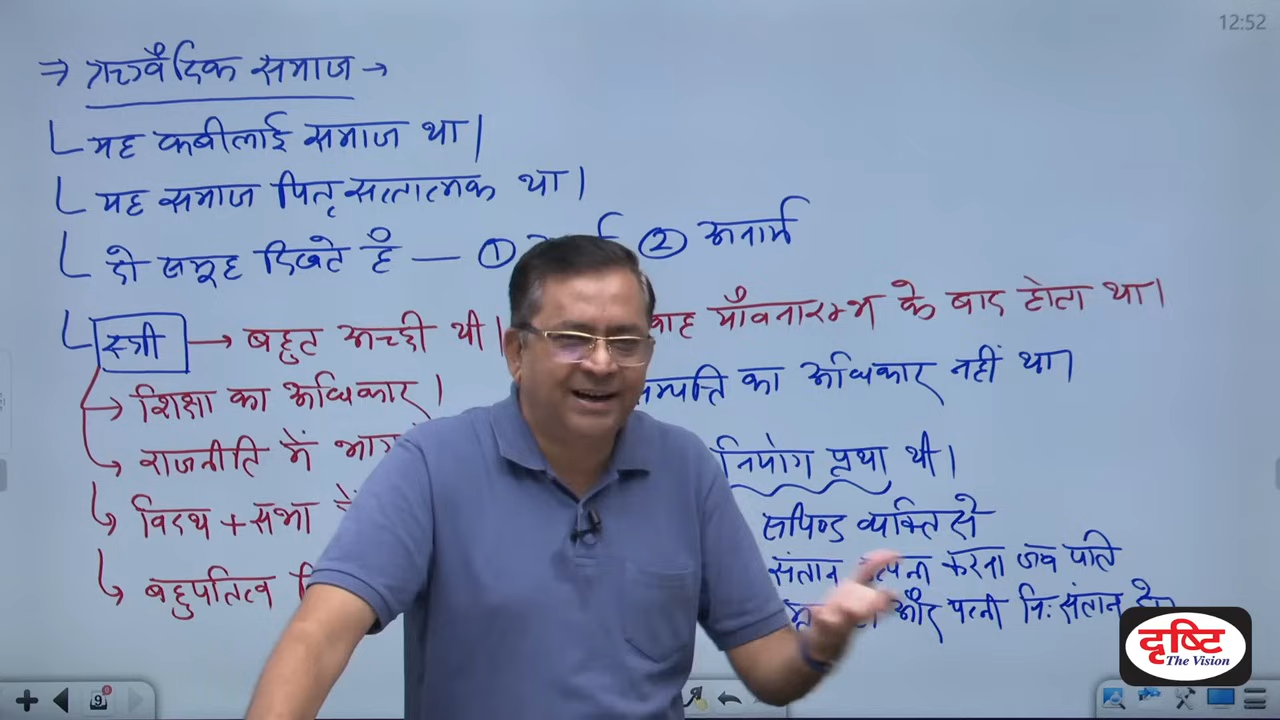 12:52
⇒ ऋग्वैदिक समाज →
यह कबीलाई समाज था।
यह समाज पितृसत्तात्मक था।
दो समूह दिखते हैं — ① ② अनार्य
स्त्री → बहुत अच्छी थी। यौवनारम्भ के बाद होता था।
→ शिक्षा का अधिकार। का अधिकार नहीं था।
→ राजनीति में नियोग प्रथा थी।
विदथ + सभा सपिण्ड व्यक्ति से
संतान करना जब पति
बहुपतित्व और पत्नी निःसंतान
दृष्टि
The Vision
9